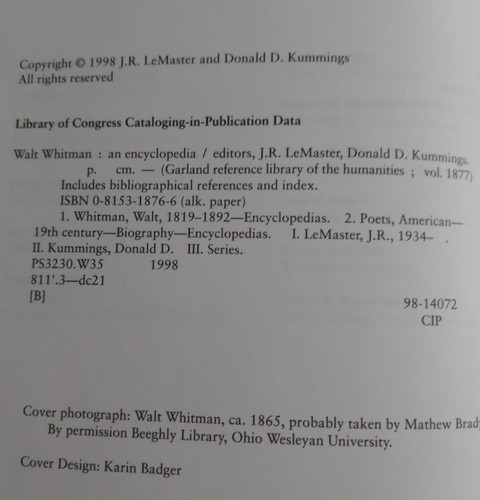 Copyright © 1998 J.R. LeMaster and Donald D. Kummings
All rights reserved
Library of Congress Cataloging-in-Publication Data
Walt Whitman : an encyclopedia / editors, J.R. LeMaster, Donald D. Kummings.
p. cm. — (Garland reference library of the humanities ; vol. 1877)
Includes bibliographical references and index.
ISBN 0-8153-1876-6 (alk. paper)
1. Whitman, Walt, 1819–1892—Encyclopedias. 2. Poets, American—
19th century—Biography—Encyclopedias. I. LeMaster, J.R., 1934– .
II. Kummings, Donald D. III. Series.
PS3230.W35 1998
811'.3—dc21
[B]
98-14072
CIP
Cover photograph: Walt Whitman, ca. 1865, probably taken by Mathew Brady
By permission Beeghly Library, Ohio Wesleyan University.
Cover Design: Karin Badger